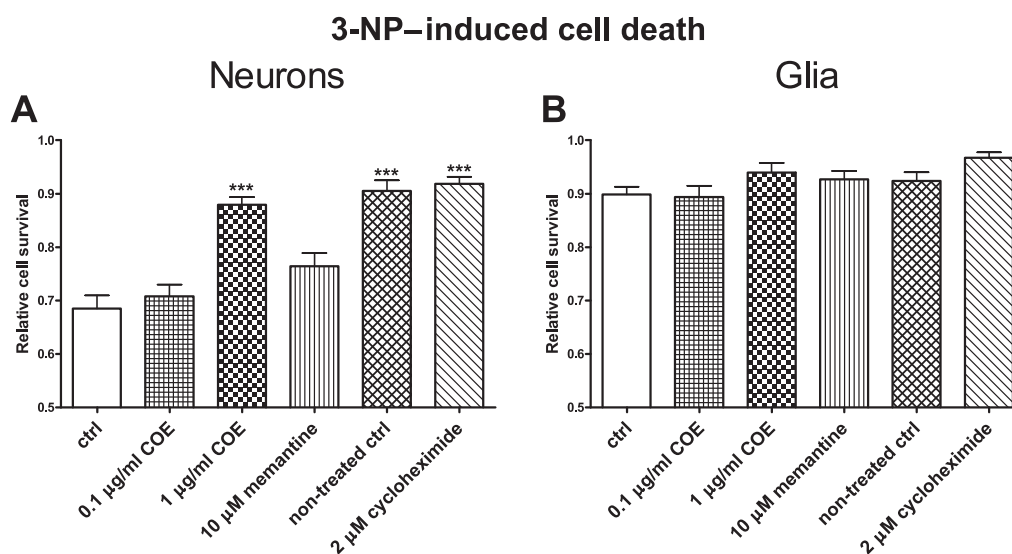 3-NP–induced cell death
Neurons
Glia
A
Relative cell survival
1.0
0.9
0.8
0.7
0.6
0.5
***
***
***
ctrl
0.1 µg/ml COE
1 µg/ml COE
10 µM memantine
non-treated ctrl
2 µM cycloheximide
B
Relative cell survival
1.0
0.9
0.8
0.7
0.6
0.5
ctrl
0.1 µg/ml COE
1 µg/ml COE
10 µM memantine
non-treated ctrl
2 µM cycloheximide